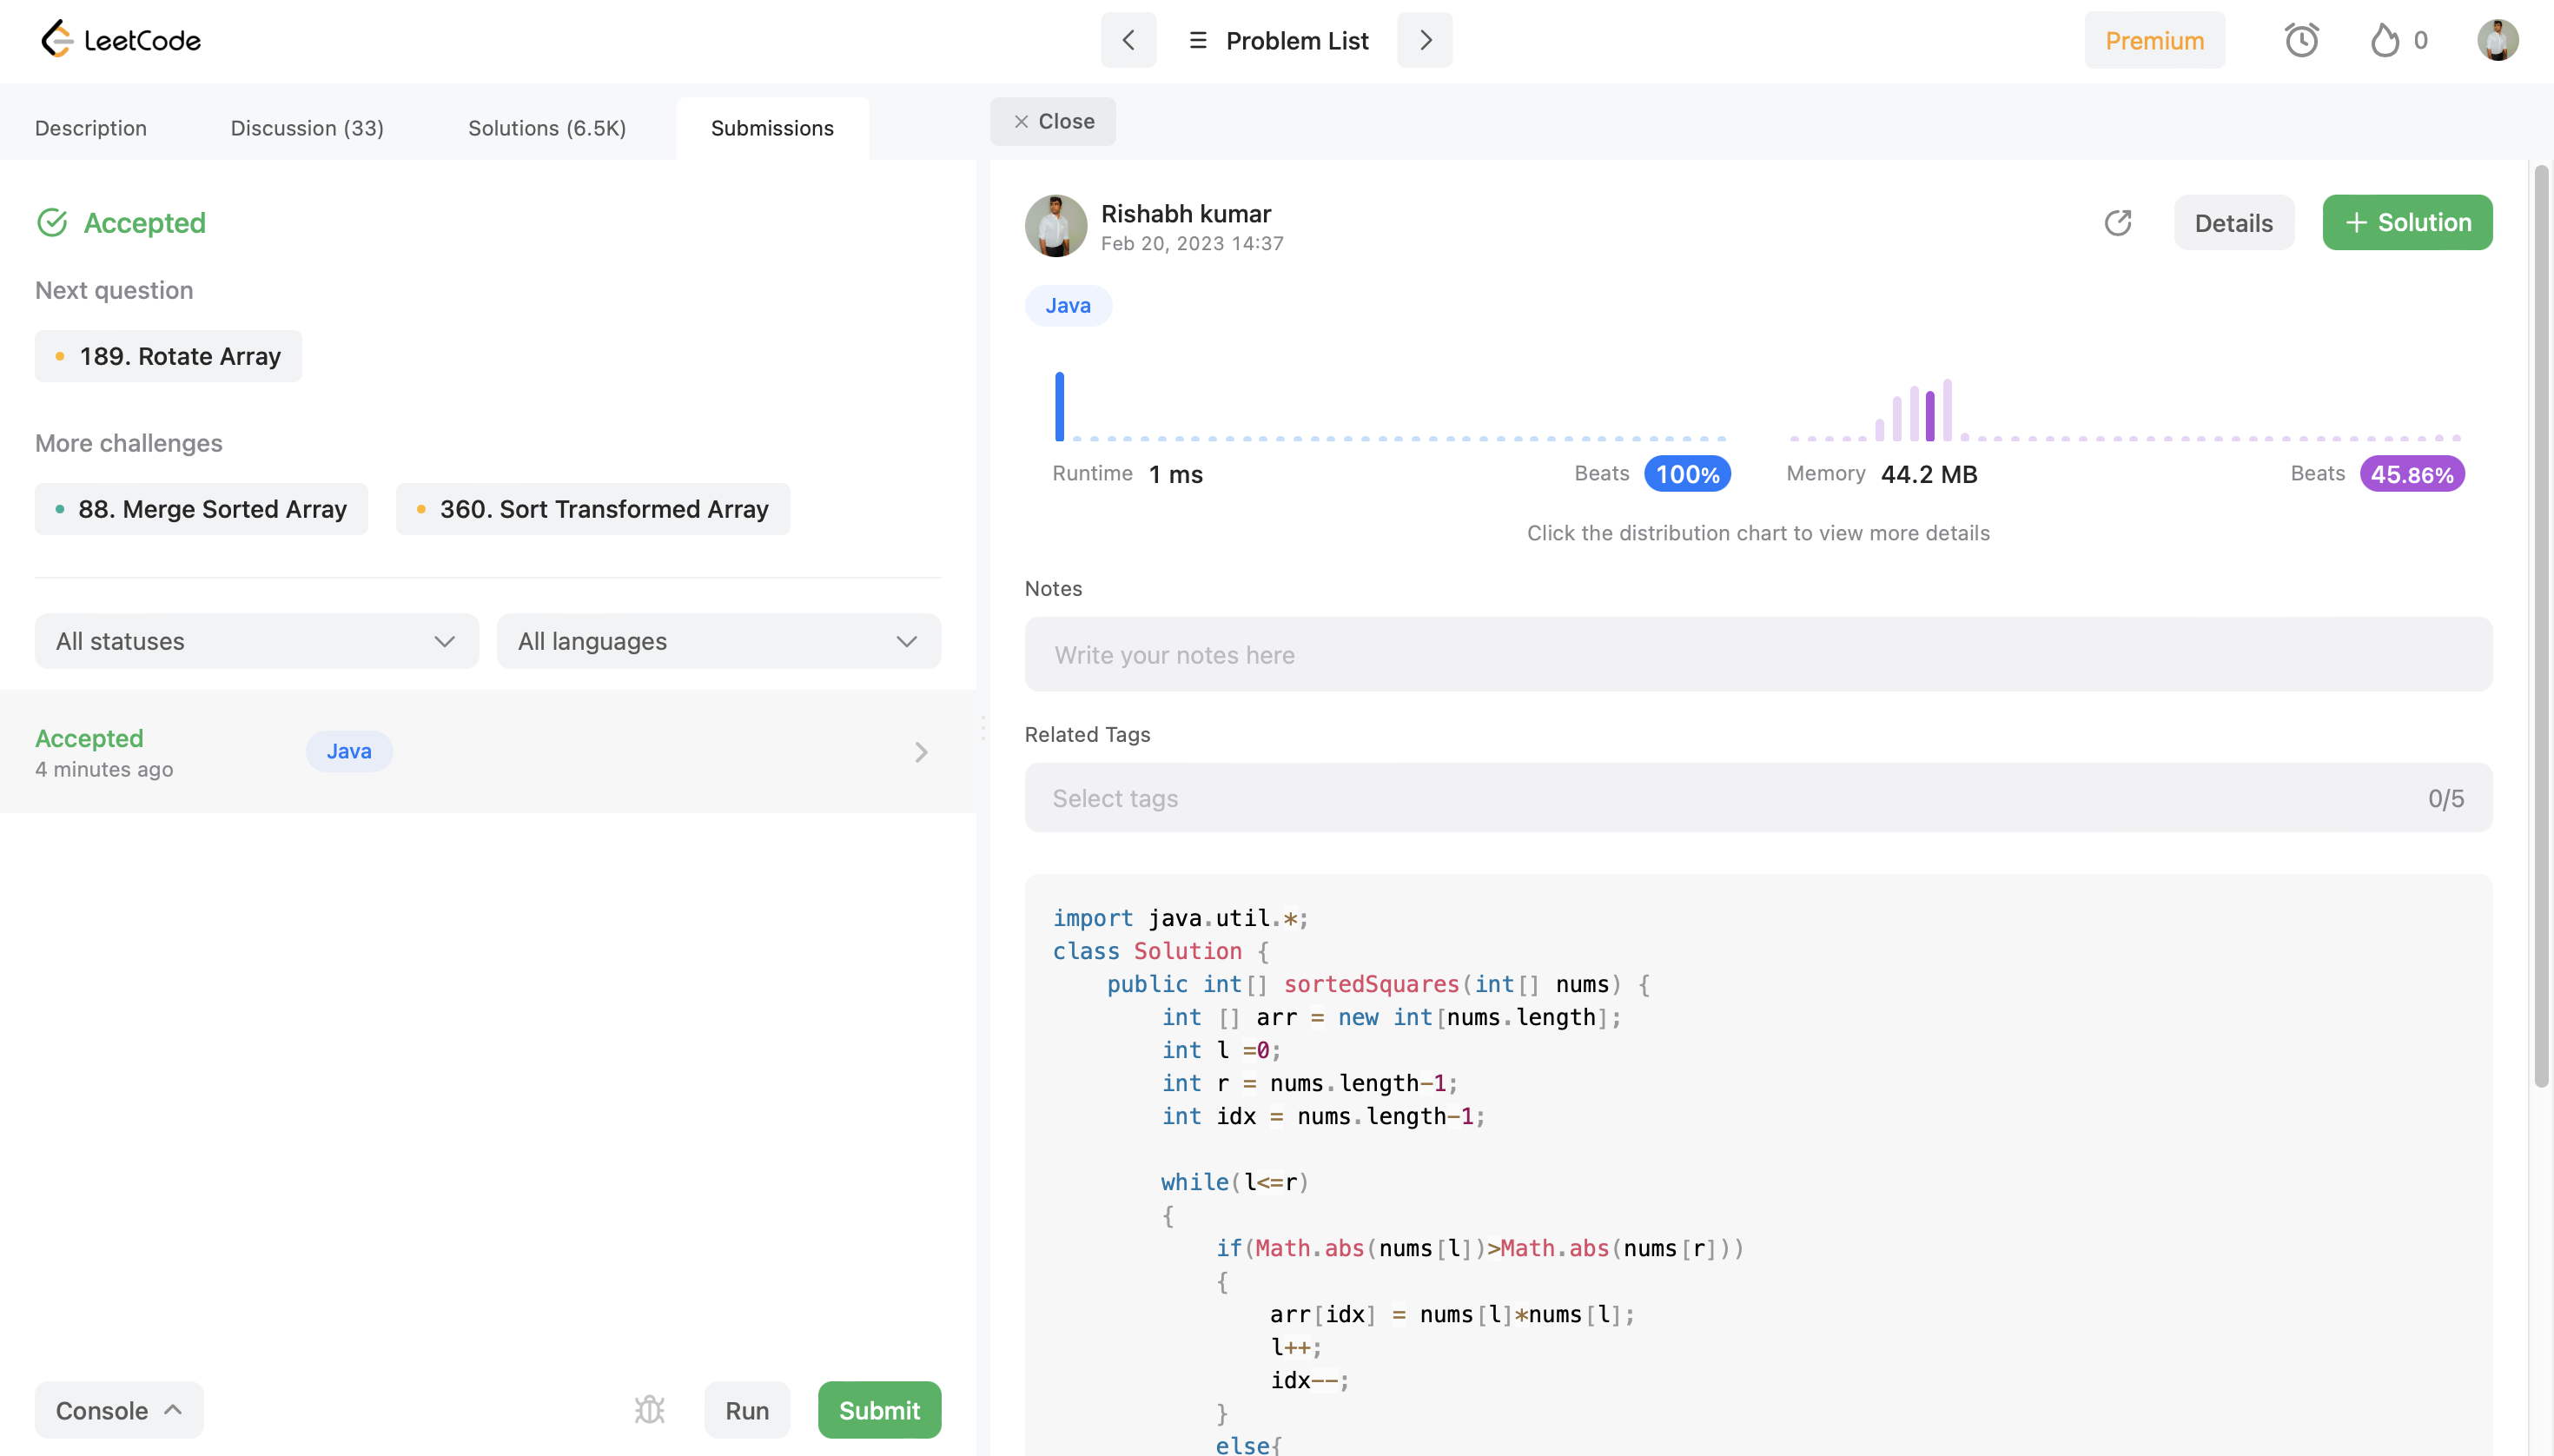 LeetCode
Problem List
Premium
0
Description
Discussion (33)
Solutions (6.5K)
Submissions
Close
Accepted
Next question
189. Rotate Array
More challenges
88. Merge Sorted Array
360. Sort Transformed Array
All statuses
All languages
Accepted
4 minutes ago
Java
Console
Run
Submit
Rishabh kumar
Feb 20, 2023 14:37
Details
+ Solution
Java
Runtime 1 ms
Beats 100%
Memory 44.2 MB
Beats 45.86%
Click the distribution chart to view more details
Notes
Write your notes here
Related Tags
Select tags
0/5
import java.util.*;
class Solution {
    public int[] sortedSquares(int[] nums) {
        int [] arr = new int[nums.length];
        int l =0;
        int r = nums.length-1;
        int idx = nums.length-1;
        while(l<=r)
        {
            if(Math.abs(nums[l])>Math.abs(nums[r]))
            {
                arr[idx] = nums[l]*nums[l];
                l++;
                idx--;
            }
            else{